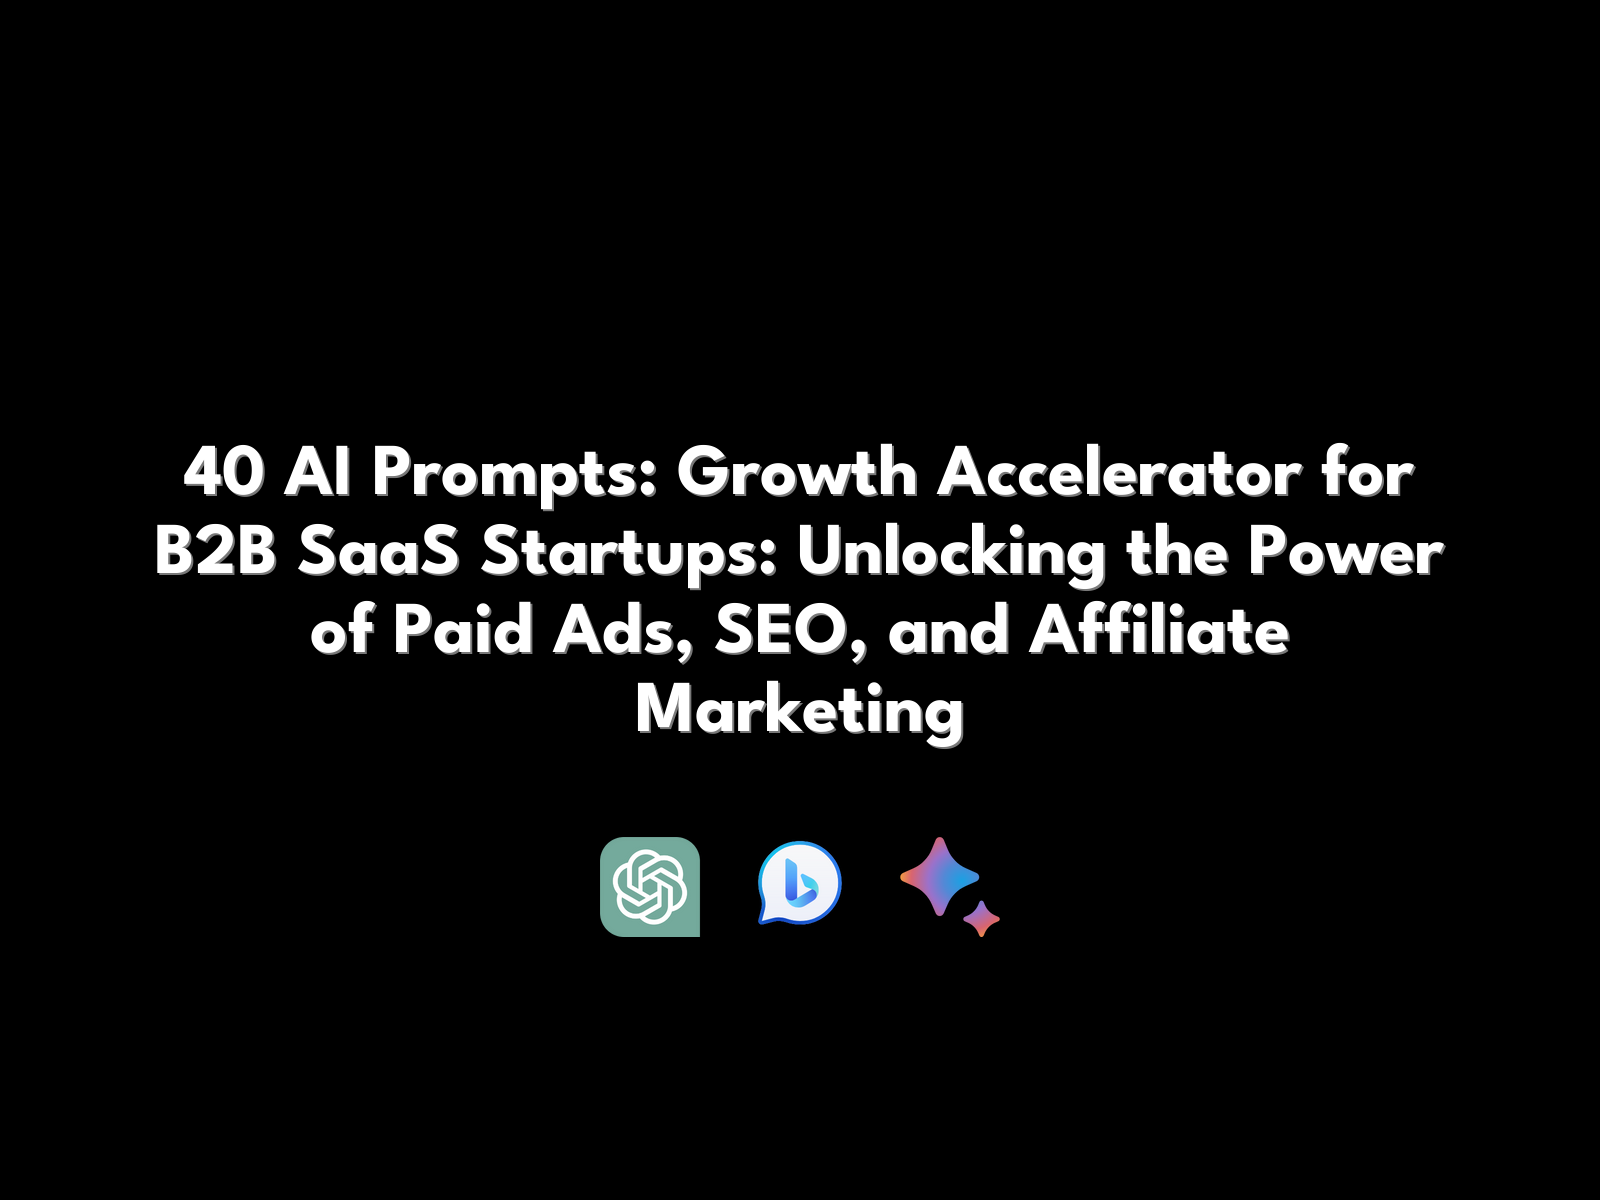 40 AI Prompts: Growth Accelerator for
B2B SaaS Startups: Unlocking the Power
of Paid Ads, SEO, and Affiliate
Marketing